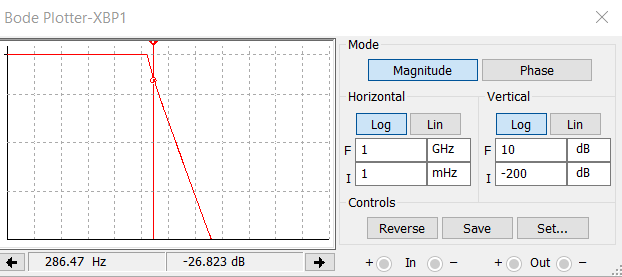 Bode Plotter-XBP1
Mode
Magnitude Phase
Horizontal Vertical
Log Lin Log Lin
F 1 GHz F 10 dB
I 1 mHz I -200 dB
Controls
Reverse Save Set...
286.47 Hz -26.823 dB + In − + Out −